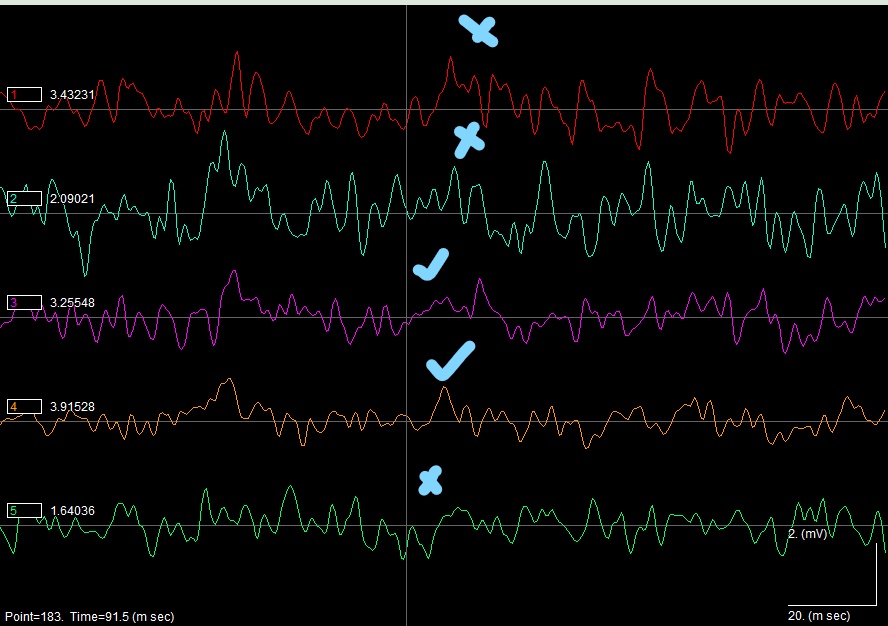 1 3.43231
2 2.09021
3 3.25548
4 3.91528
5 1.64036
2. (mV)
Point=183. Time=91.5 (m sec)
20. (m sec)